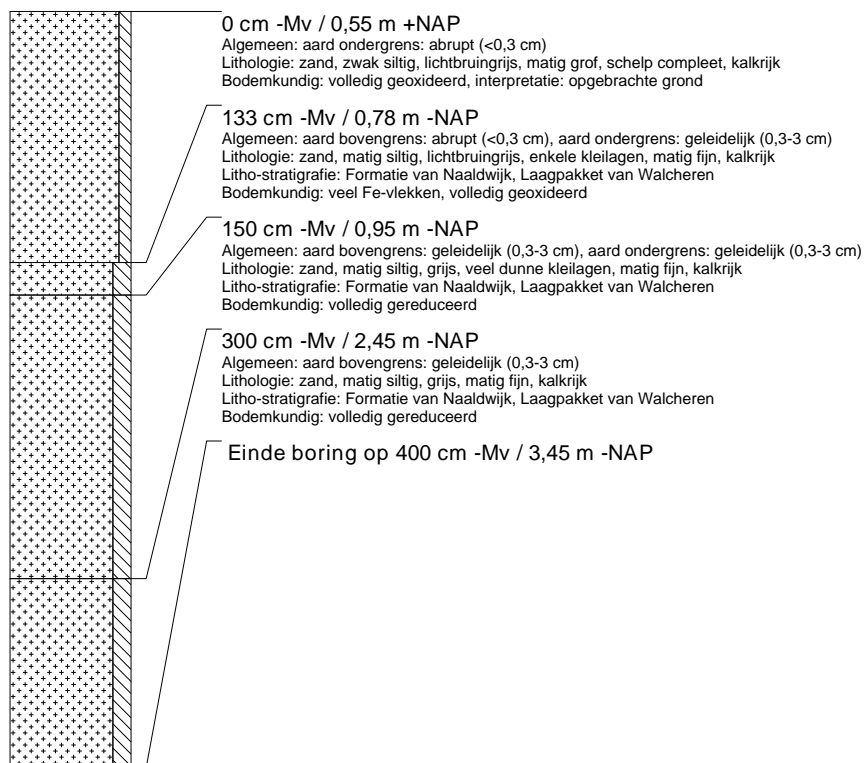 0 cm -Mv / 0,55 m +NAP
Algemeen: aard ondergrens: abrupt (<0,3 cm)
Lithologie: zand, zwak siltig, lichtbruingrijs, matig grof, schelp compleet, kalkrijk
Bodemkundig: volledig geoxideerd, interpretatie: opgebrachte grond
133 cm -Mv / 0,78 m -NAP
Algemeen: aard bovengrens: abrupt (<0,3 cm), aard ondergrens: geleidelijk (0,3-3 cm)
Lithologie: zand, matig siltig, lichtbruingrijs, enkele kleilagen, matig fijn, kalkrijk
Litho-stratigrafie: Formatie van Naaldwijk, Laagpakket van Walcheren
Bodemkundig: veel Fe-vlekken, volledig geoxideerd
150 cm -Mv / 0,95 m -NAP
Algemeen: aard bovengrens: geleidelijk (0,3-3 cm), aard ondergrens: geleidelijk (0,3-3 cm)
Lithologie: zand, matig siltig, grijs, veel dunne kleilagen, matig fijn, kalkrijk
Litho-stratigrafie: Formatie van Naaldwijk, Laagpakket van Walcheren
Bodemkundig: volledig gereduceerd
300 cm -Mv / 2,45 m -NAP
Algemeen: aard bovengrens: geleidelijk (0,3-3 cm)
Lithologie: zand, matig siltig, grijs, matig fijn, kalkrijk
Litho-stratigrafie: Formatie van Naaldwijk, Laagpakket van Walcheren
Bodemkundig: volledig gereduceerd
Einde boring op 400 cm -Mv / 3,45 m -NAP